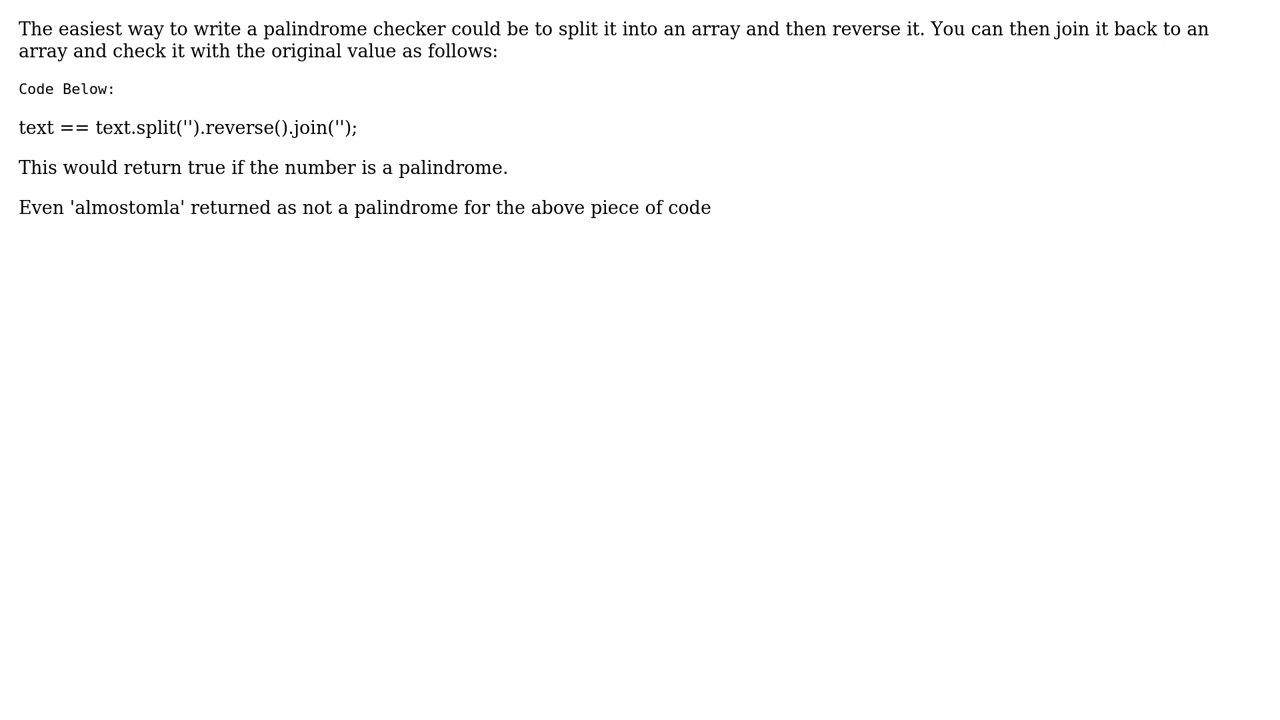 The easiest way to write a palindrome checker could be to split it into an array and then reverse it. You can then join it back to an
array and check it with the original value as follows:
Code Below:
text == text.split('').reverse().join('');
This would return true if the number is a palindrome.
Even 'almostomla' returned as not a palindrome for the above piece of code